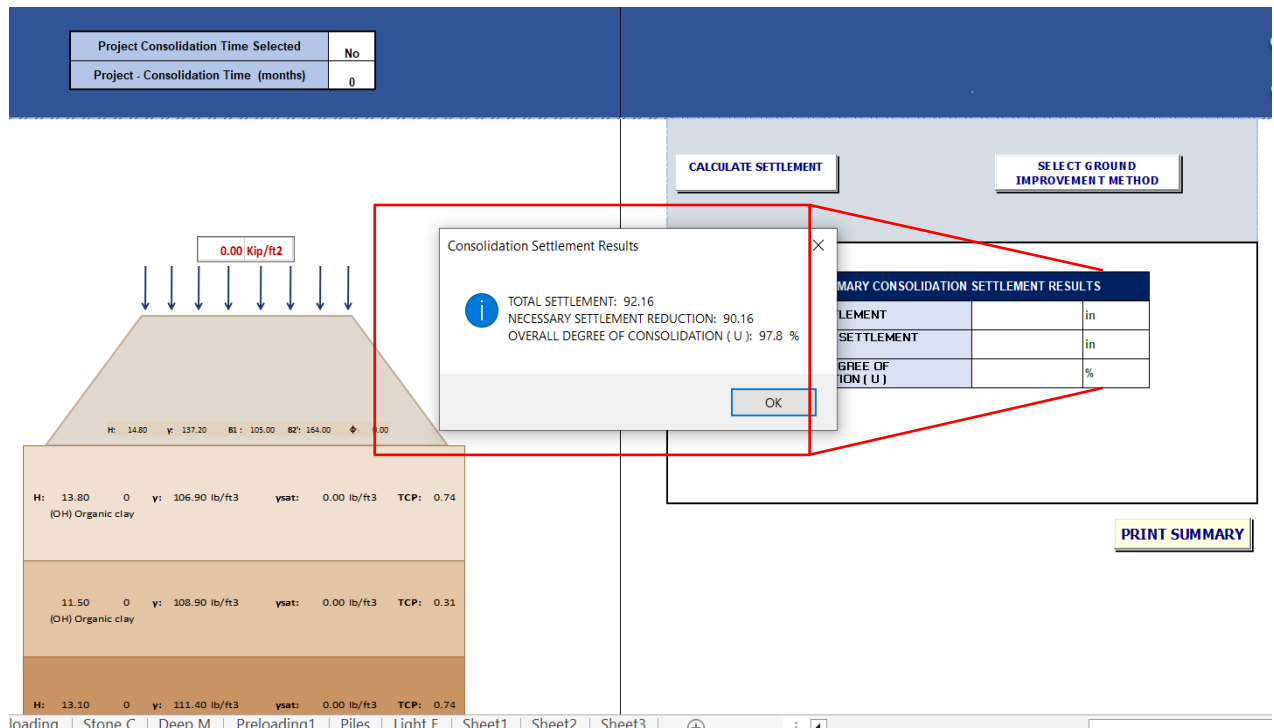 Project Consolidation Time Selected No
Project - Consolidation Time (months) 0
CALCULATE SETTLEMENT
SELECT GROUND
IMPROVEMENT METHOD
0.00 Kip/ft2
Consolidation Settlement Results
TOTAL SETTLEMENT: 92.16
NECESSARY SETTLEMENT REDUCTION: 90.16
OVERALL DEGREE OF CONSOLIDATION ( U ): 97.8 %
OK
MARY CONSOLIDATION SETTLEMENT RESULTS
LEMENT in
SETTLEMENT in
GREE OF
ION ( U ) %
H: 14.80 γ: 137.20 B1 : 105.00 B2': 164.00 ϕ: 0.00
H: 13.80 0 γ: 106.90 lb/ft3 γsat: 0.00 lb/ft3 TCP: 0.74
(OH) Organic clay
PRINT SUMMARY
11.50 0 γ: 108.90 lb/ft3 γsat: 0.00 lb/ft3 TCP: 0.31
(OH) Organic clay
H: 13.10 0 γ: 111.40 lb/ft3 γsat: 0.00 lb/ft3 TCP: 0.74
loading Stone C Deep M Preloading1 Piles Light F Sheet1 Sheet2 Sheet3